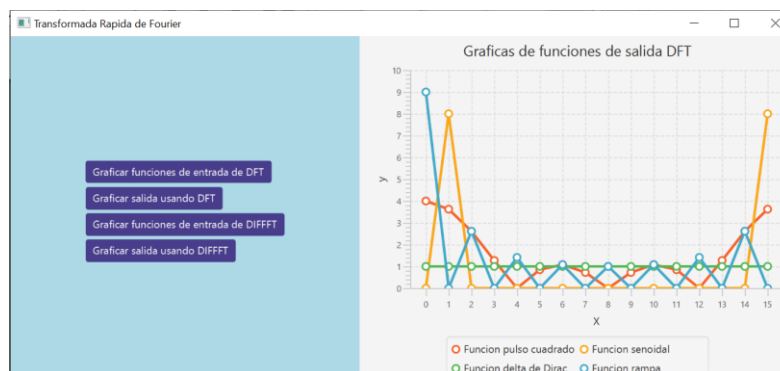 Transformada Rapida de Fourier
Graficar funciones de entrada de DFT
Graficar salida usando DFT
Graficar funciones de entrada de DIFFFT
Graficar salida usando DIFFFT
Graficas de funciones de salida DFT
10
9
8
7
6
5
4
3
2
1
0
y
0 1 2 3 4 5 6 7 8 9 10 11 12 13 14 15
X
Funcion pulso cuadrado Funcion senoidal
Funcion delta de Dirac Funcion rampa